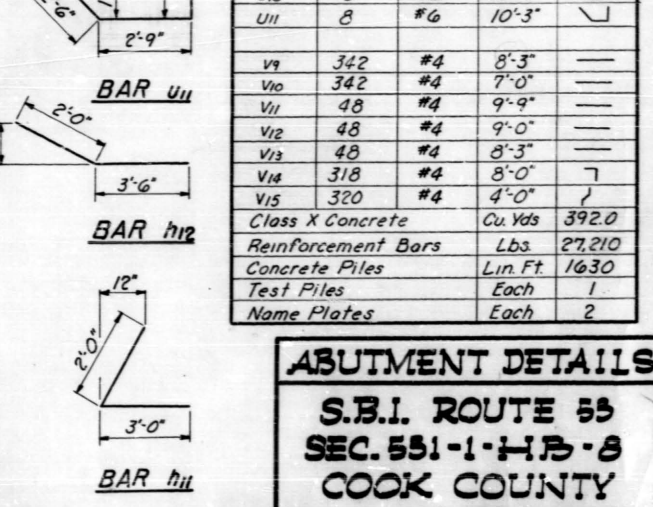 6"
2'-9"
BAR U11
2'-0"
3'-6"
BAR h12
12"
2'-0"
3'-0"
BAR h11
U11 8 #6 10'-3"
V9 342 #4 8'-3"
V10 342 #4 7'-0"
V11 48 #4 9'-9"
V12 48 #4 9'-0"
V13 48 #4 8'-3"
V14 318 #4 8'-0"
V15 320 #4 4'-0"
Class X Concrete Cu. Yds 392.0
Reinforcement Bars Lbs. 27,210
Concrete Piles Lin. Ft. 1630
Test Piles Each 1
Name Plates Each 2
ABUTMENT DETAILS
S.B.I. ROUTE 53
SEC. 531-1-HB-8
COOK COUNTY